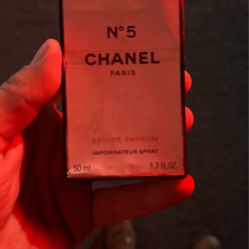 N°5
CHANEL
PARIS
EAU DE PARFUM
VAPORISATEUR SPRAY
50 ml 1.7 FL.OZ.